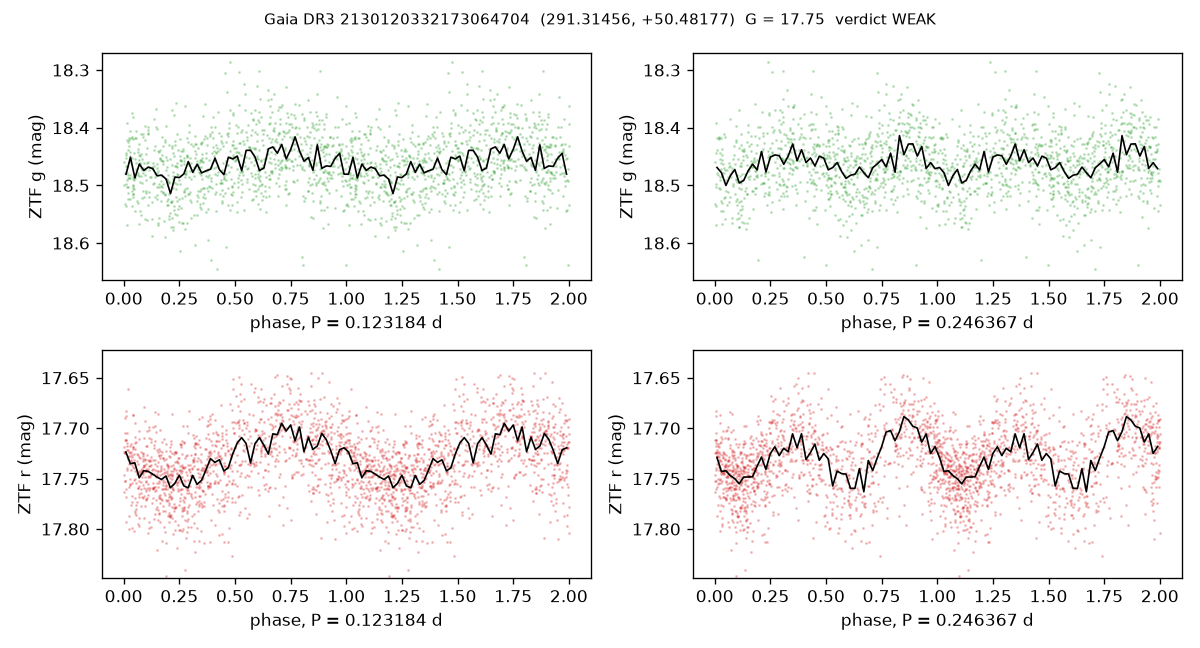 Gaia DR3 2130120332173064704 (291.31456, +50.48177) G = 17.75 verdict WEAK
ZTF g (mag)
18.3
18.4
18.5
18.6
0.00 0.25 0.50 0.75 1.00 1.25 1.50 1.75 2.00
phase, P = 0.123184 d
ZTF g (mag)
18.3
18.4
18.5
18.6
0.00 0.25 0.50 0.75 1.00 1.25 1.50 1.75 2.00
phase, P = 0.246367 d
ZTF r (mag)
17.65
17.70
17.75
17.80
0.00 0.25 0.50 0.75 1.00 1.25 1.50 1.75 2.00
phase, P = 0.123184 d
ZTF r (mag)
17.65
17.70
17.75
17.80
0.00 0.25 0.50 0.75 1.00 1.25 1.50 1.75 2.00
phase, P = 0.246367 d